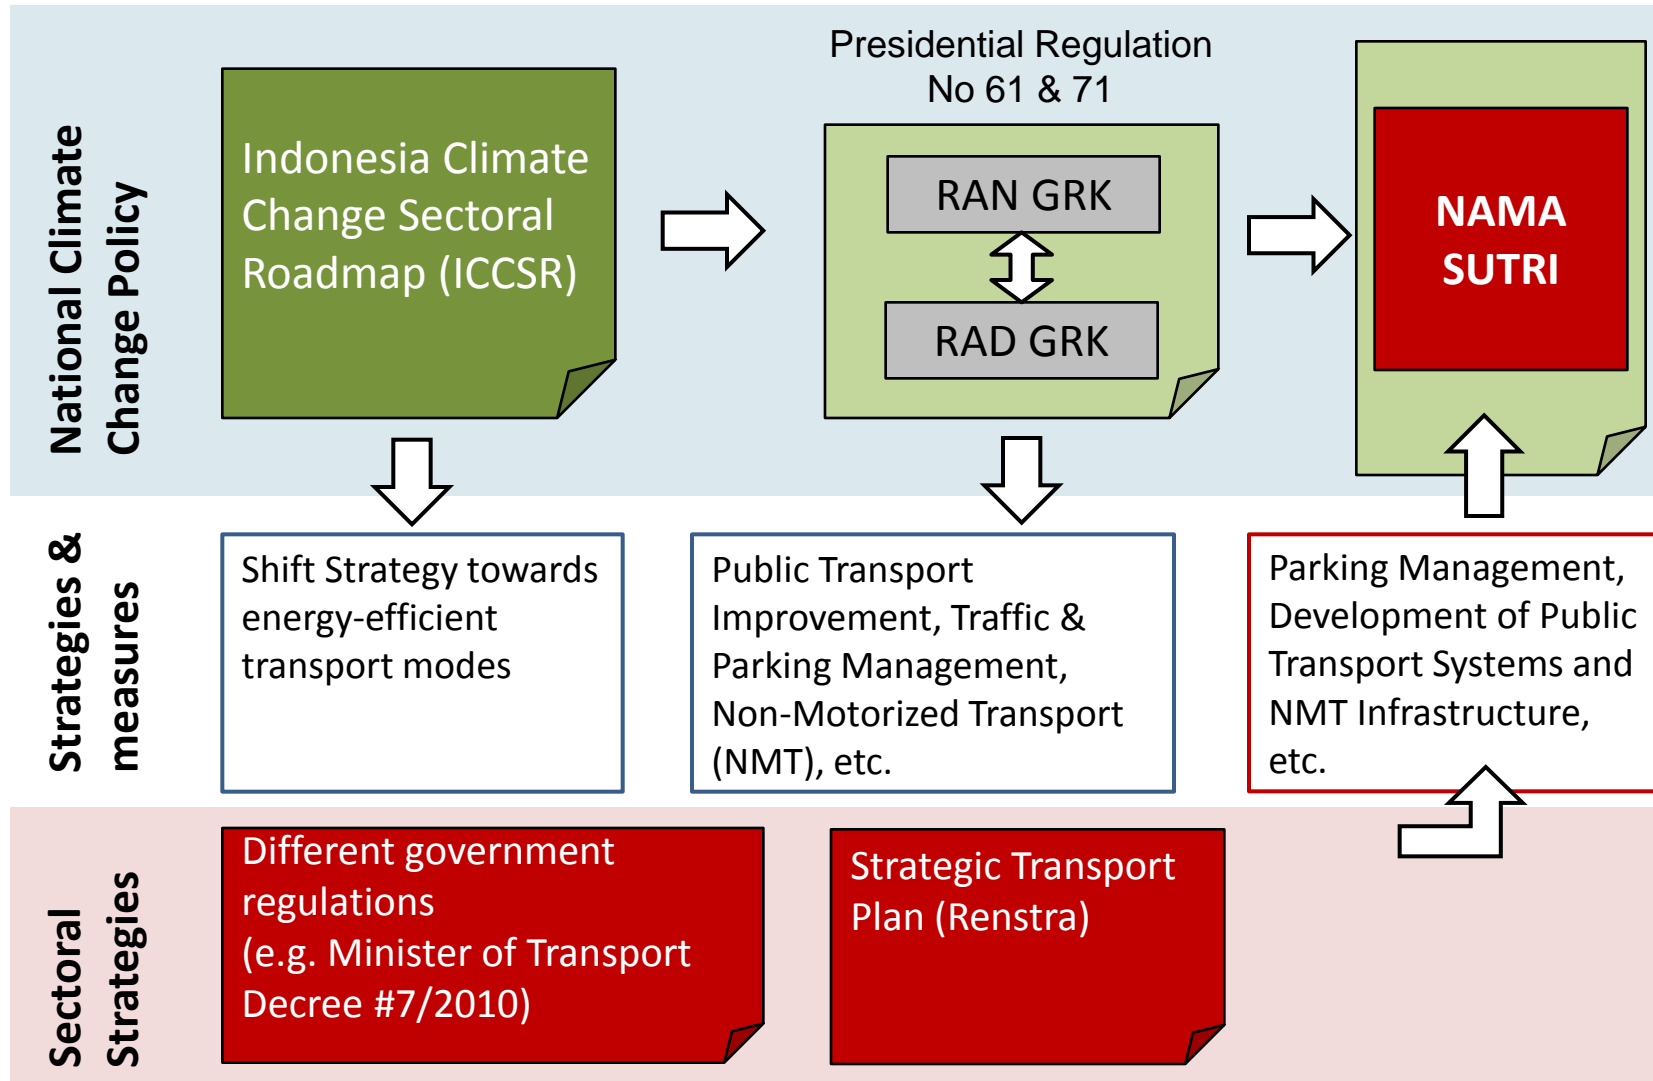 National Climate
Change Policy
Indonesia Climate
Change Sectoral
Roadmap (ICCSR)
Presidential Regulation
No 61 & 71
RAN GRK
RAD GRK
NAMA
SUTRI
Strategies &
measures
Shift Strategy towards
energy-efficient
transport modes
Public Transport
Improvement, Traffic &
Parking Management,
Non-Motorized Transport
(NMT), etc.
Parking Management,
Development of Public
Transport Systems and
NMT Infrastructure,
etc.
Sectoral
Strategies
Different government
regulations
(e.g. Minister of Transport
Decree #7/2010)
Strategic Transport
Plan (Renstra)